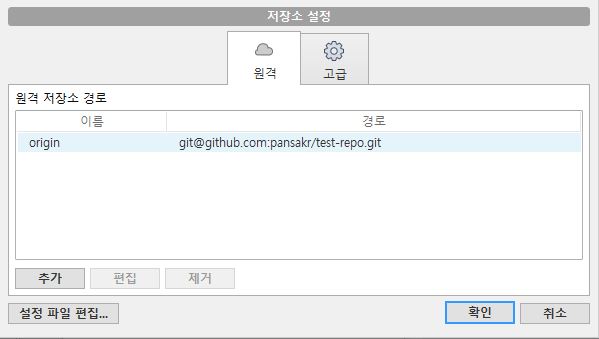 저장소 설정
원격
고급
원격 저장소 경로
이름 경로
origin git@github.com:pansakr/test-repo.git
추가 편집 제거
설정 파일 편집... 확인 취소